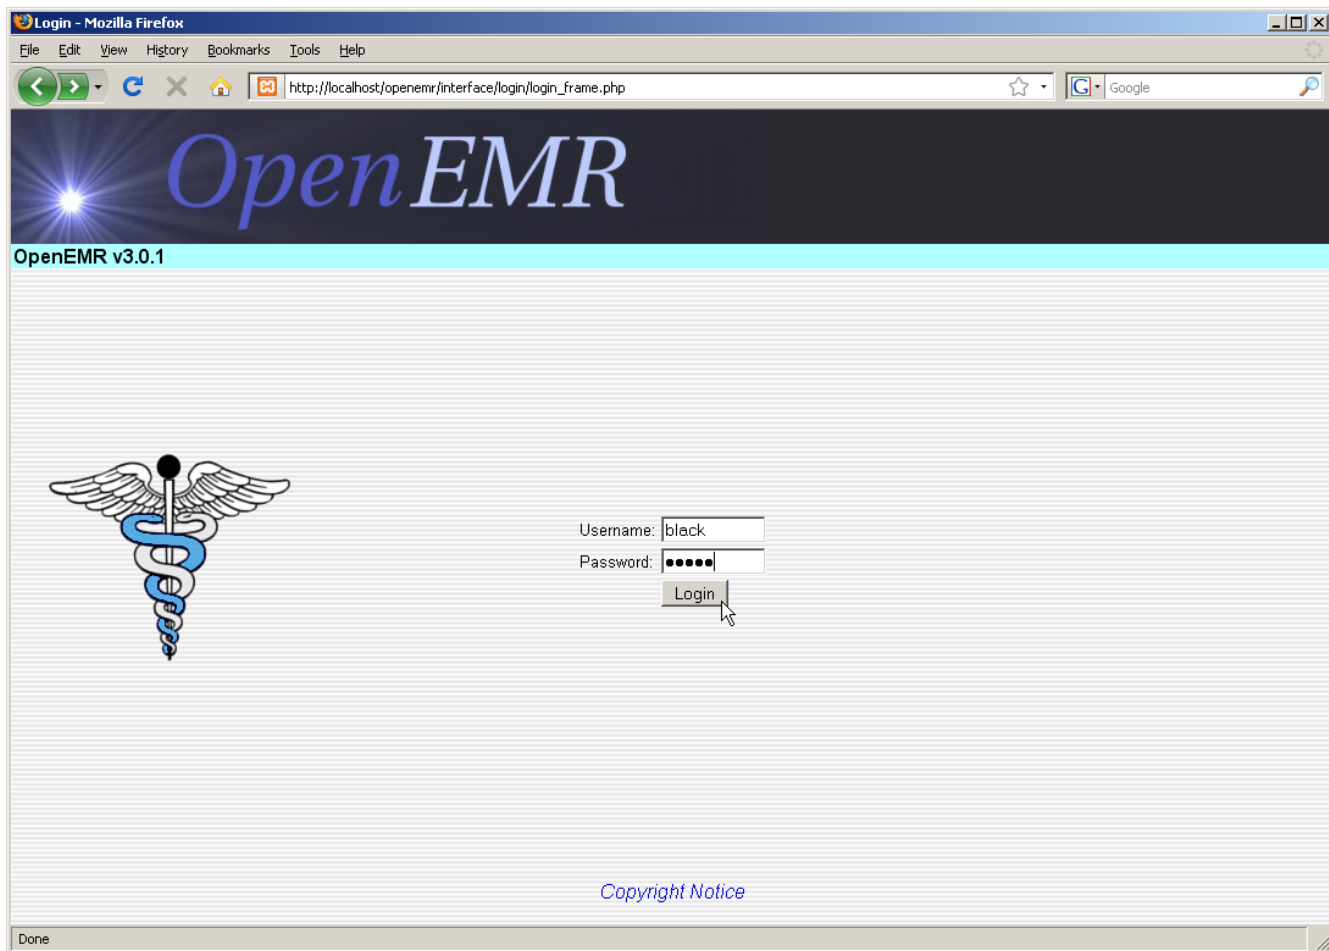 Login - Mozilla Firefox
File Edit View History Bookmarks Tools Help
http://localhost/openemr/interface/login/login_frame.php
G Google
OpenEMR
OpenEMR v3.0.1
Username: black
Password: •••••
Login
Copyright Notice
Done